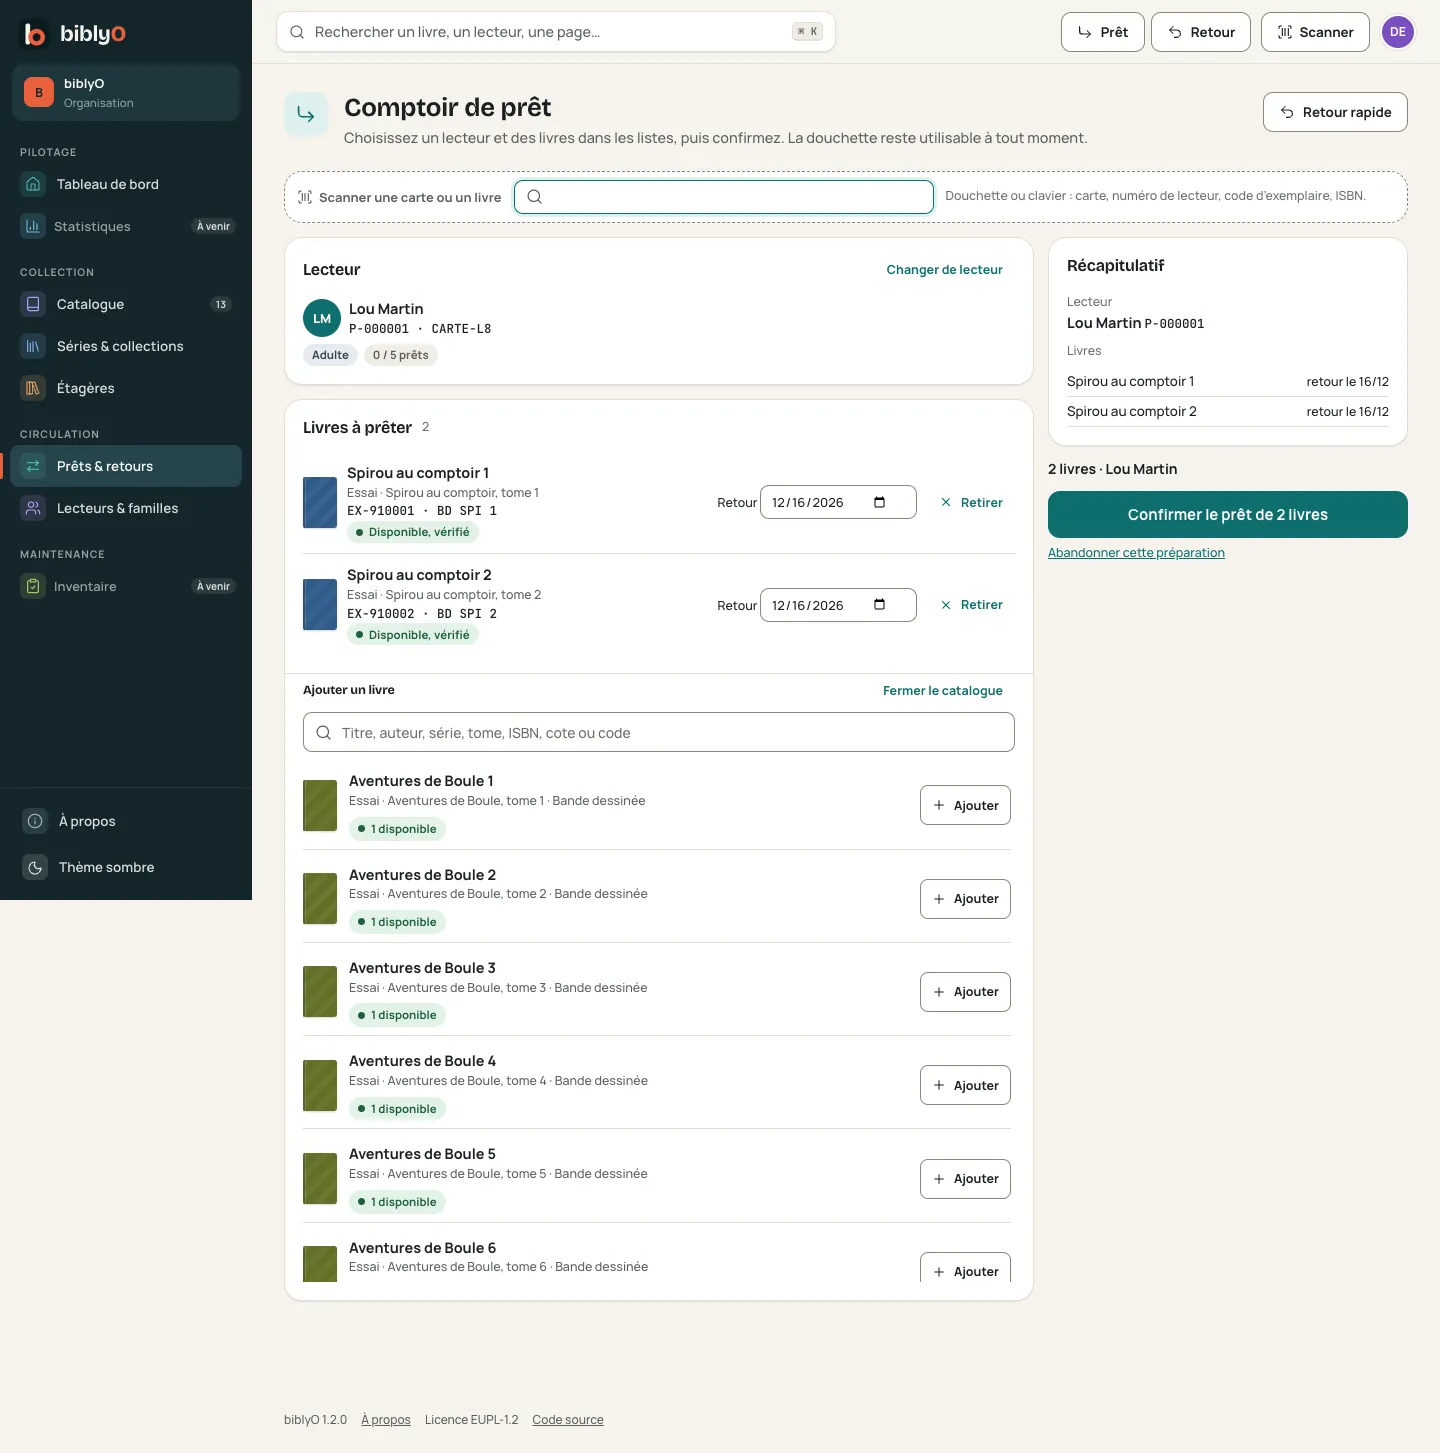 biblyO
Rechercher un livre, un lecteur, une page…
⌘ K
Prêt
Retour
Scanner
DE
B
biblyO
Organisation
PILOTAGE
Tableau de bord
Statistiques
À venir
COLLECTION
Catalogue
13
Séries & collections
Étagères
CIRCULATION
Prêts & retours
Lecteurs & familles
MAINTENANCE
Inventaire
À venir
À propos
Thème sombre
Comptoir de prêt
Choisissez un lecteur et des livres dans les listes, puis confirmez. La douchette reste utilisable à tout moment.
Retour rapide
Scanner une carte ou un livre
Douchette ou clavier : carte, numéro de lecteur, code d'exemplaire, ISBN.
Lecteur
Changer de lecteur
LM
Lou Martin
P-000001 · CARTE-L8
Adulte
0 / 5 prêts
Livres à prêter 2
Spirou au comptoir 1
Essai · Spirou au comptoir, tome 1
EX-910001 · BD SPI 1
Disponible, vérifié
Retour 12/16/2026
Retirer
Spirou au comptoir 2
Essai · Spirou au comptoir, tome 2
EX-910002 · BD SPI 2
Disponible, vérifié
Retour 12/16/2026
Retirer
Ajouter un livre
Fermer le catalogue
Titre, auteur, série, tome, ISBN, cote ou code
Aventures de Boule 1
Essai · Aventures de Boule, tome 1 · Bande dessinée
1 disponible
Ajouter
Aventures de Boule 2
Essai · Aventures de Boule, tome 2 · Bande dessinée
1 disponible
Ajouter
Aventures de Boule 3
Essai · Aventures de Boule, tome 3 · Bande dessinée
1 disponible
Ajouter
Aventures de Boule 4
Essai · Aventures de Boule, tome 4 · Bande dessinée
1 disponible
Ajouter
Aventures de Boule 5
Essai · Aventures de Boule, tome 5 · Bande dessinée
1 disponible
Ajouter
Aventures de Boule 6
Essai · Aventures de Boule, tome 6 · Bande dessinée
Ajouter
Récapitulatif
Lecteur
Lou Martin P-000001
Livres
Spirou au comptoir 1 retour le 16/12
Spirou au comptoir 2 retour le 16/12
2 livres · Lou Martin
Confirmer le prêt de 2 livres
Abandonner cette préparation
biblyO 1.2.0 À propos Licence EUPL-1.2 Code source